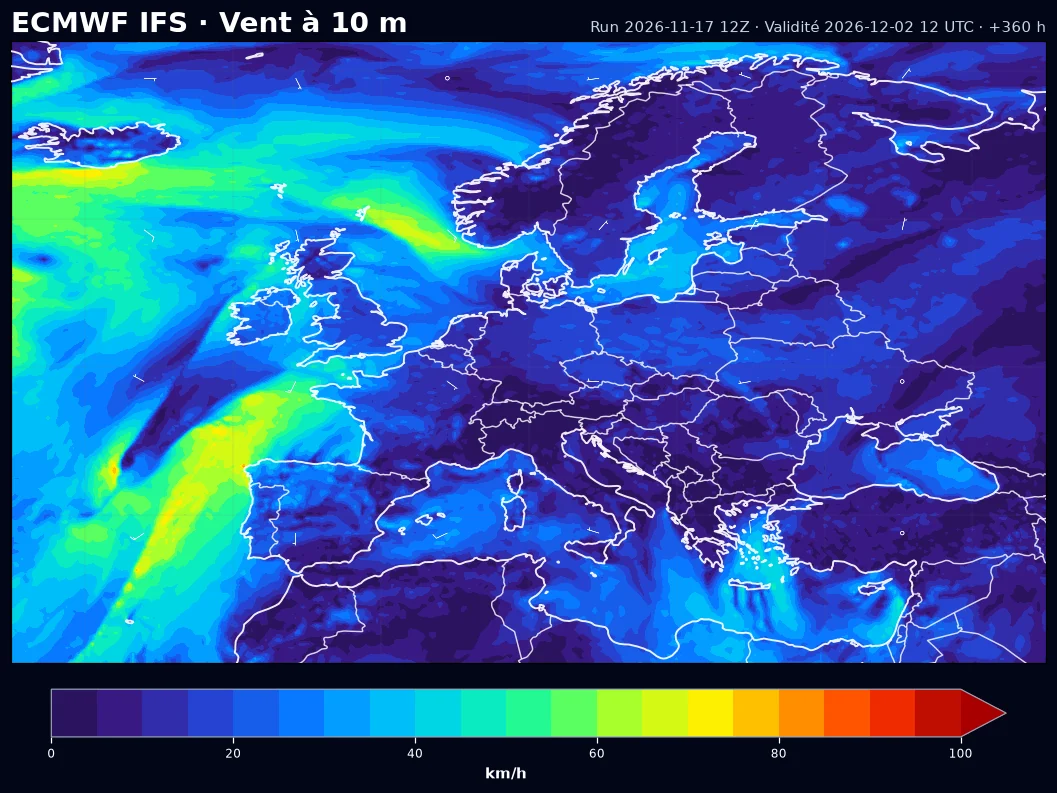 ECMWF IFS · Vent à 10 m
Run 2026-11-17 12Z · Validité 2026-12-02 12 UTC · +360 h
0 20 40 60 80 100
km/h